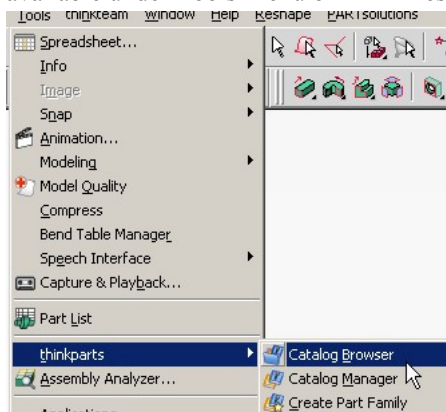 Tools thinkteam Window Help Reshape PARTsolutions
Spreadsheet...
Info
Image
Snap
Animation...
Modeling
Model Quality
Compress
Bend Table Manager
Speech Interface
Capture & Playback...
Part List
thinkparts
Catalog Browser
Assembly Analyzer...
Catalog Manager
Create Part Family